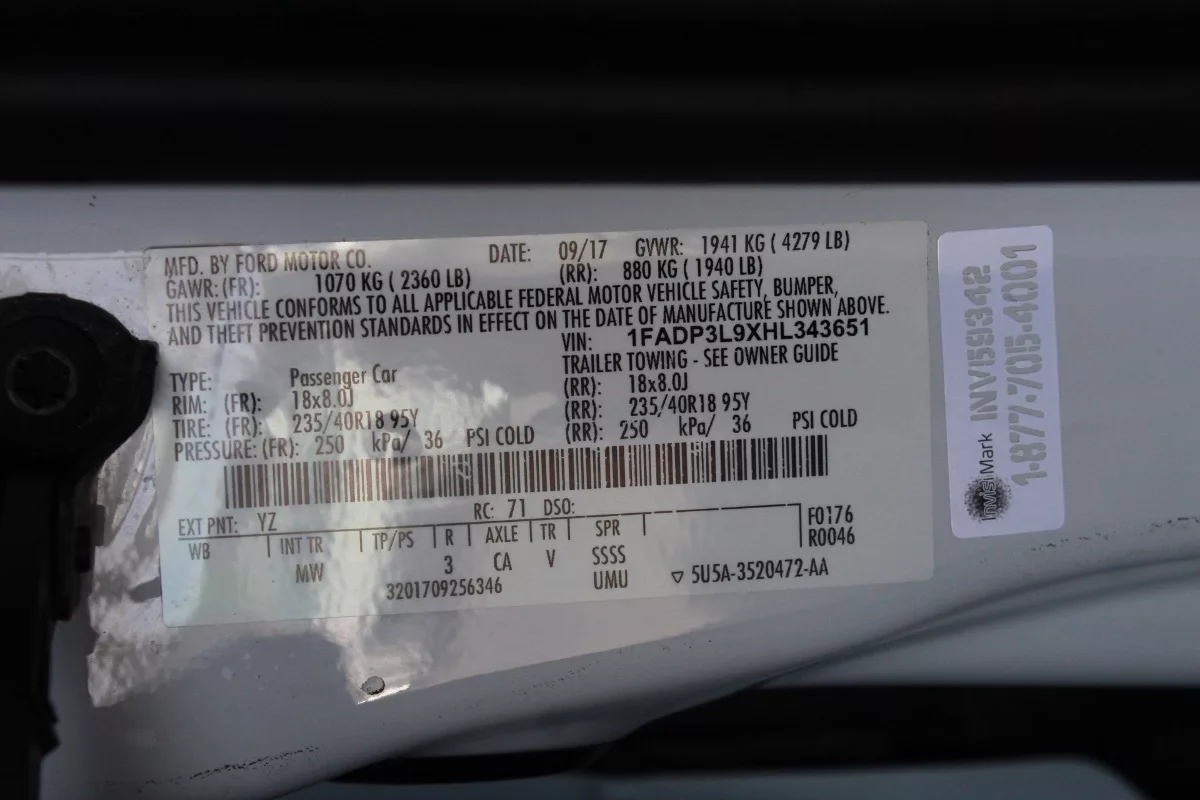 MFD. BY FORD MOTOR CO. DATE: 09/17 GVWR: 1941 KG ( 4279 LB)
GAWR: (FR): 1070 KG ( 2360 LB) (RR): 880 KG ( 1940 LB)
THIS VEHICLE CONFORMS TO ALL APPLICABLE FEDERAL MOTOR VEHICLE SAFETY, BUMPER,
AND THEFT PREVENTION STANDARDS IN EFFECT ON THE DATE OF MANUFACTURE SHOWN ABOVE.
VIN: 1FADP3L9XHL343651
TRAILER TOWING - SEE OWNER GUIDE
TYPE: Passenger Car
RIM: (FR): 18x8.0J (RR): 18x8.0J
TIRE: (FR): 235/40R18 95Y (RR): 235/40R18 95Y
PRESSURE: (FR): 250 kPa/ 36 PSI COLD (RR): 250 kPa/ 36 PSI COLD
EXT PNT: YZ RC: 71 DSO:
WB INT TR TP/PS R AXLE TR SPR F0176
MW 3 CA V SSSS R0046
3201709256346 UMU ▽ 5U5A-3520472-AA
InVisiMark INV593342
1-877-705-4001